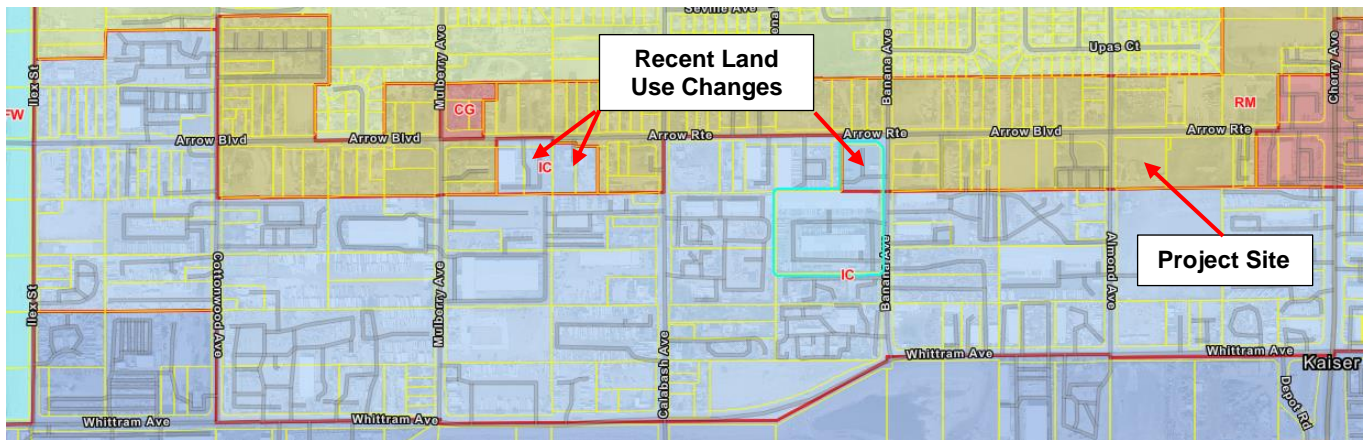 Seville Ave
Ilex St
Mulberry Ave
Banana Ave
Upas Ct
Cherry Ave
Recent Land
Use Changes
FW
CG
RM
Arrow Blvd
Arrow Blvd
Arrow Rte
Arrow Rte
Arrow Blvd
Arrow Rte
IC
Project Site
Ilex St
Cottonwood Ave
Mulberry Ave
Calabash Ave
IC
Banana Ave
Almond Ave
Whittram Ave
Whittram Ave
Kaiser
Depot Rd
Whittram Ave
Whittram Ave